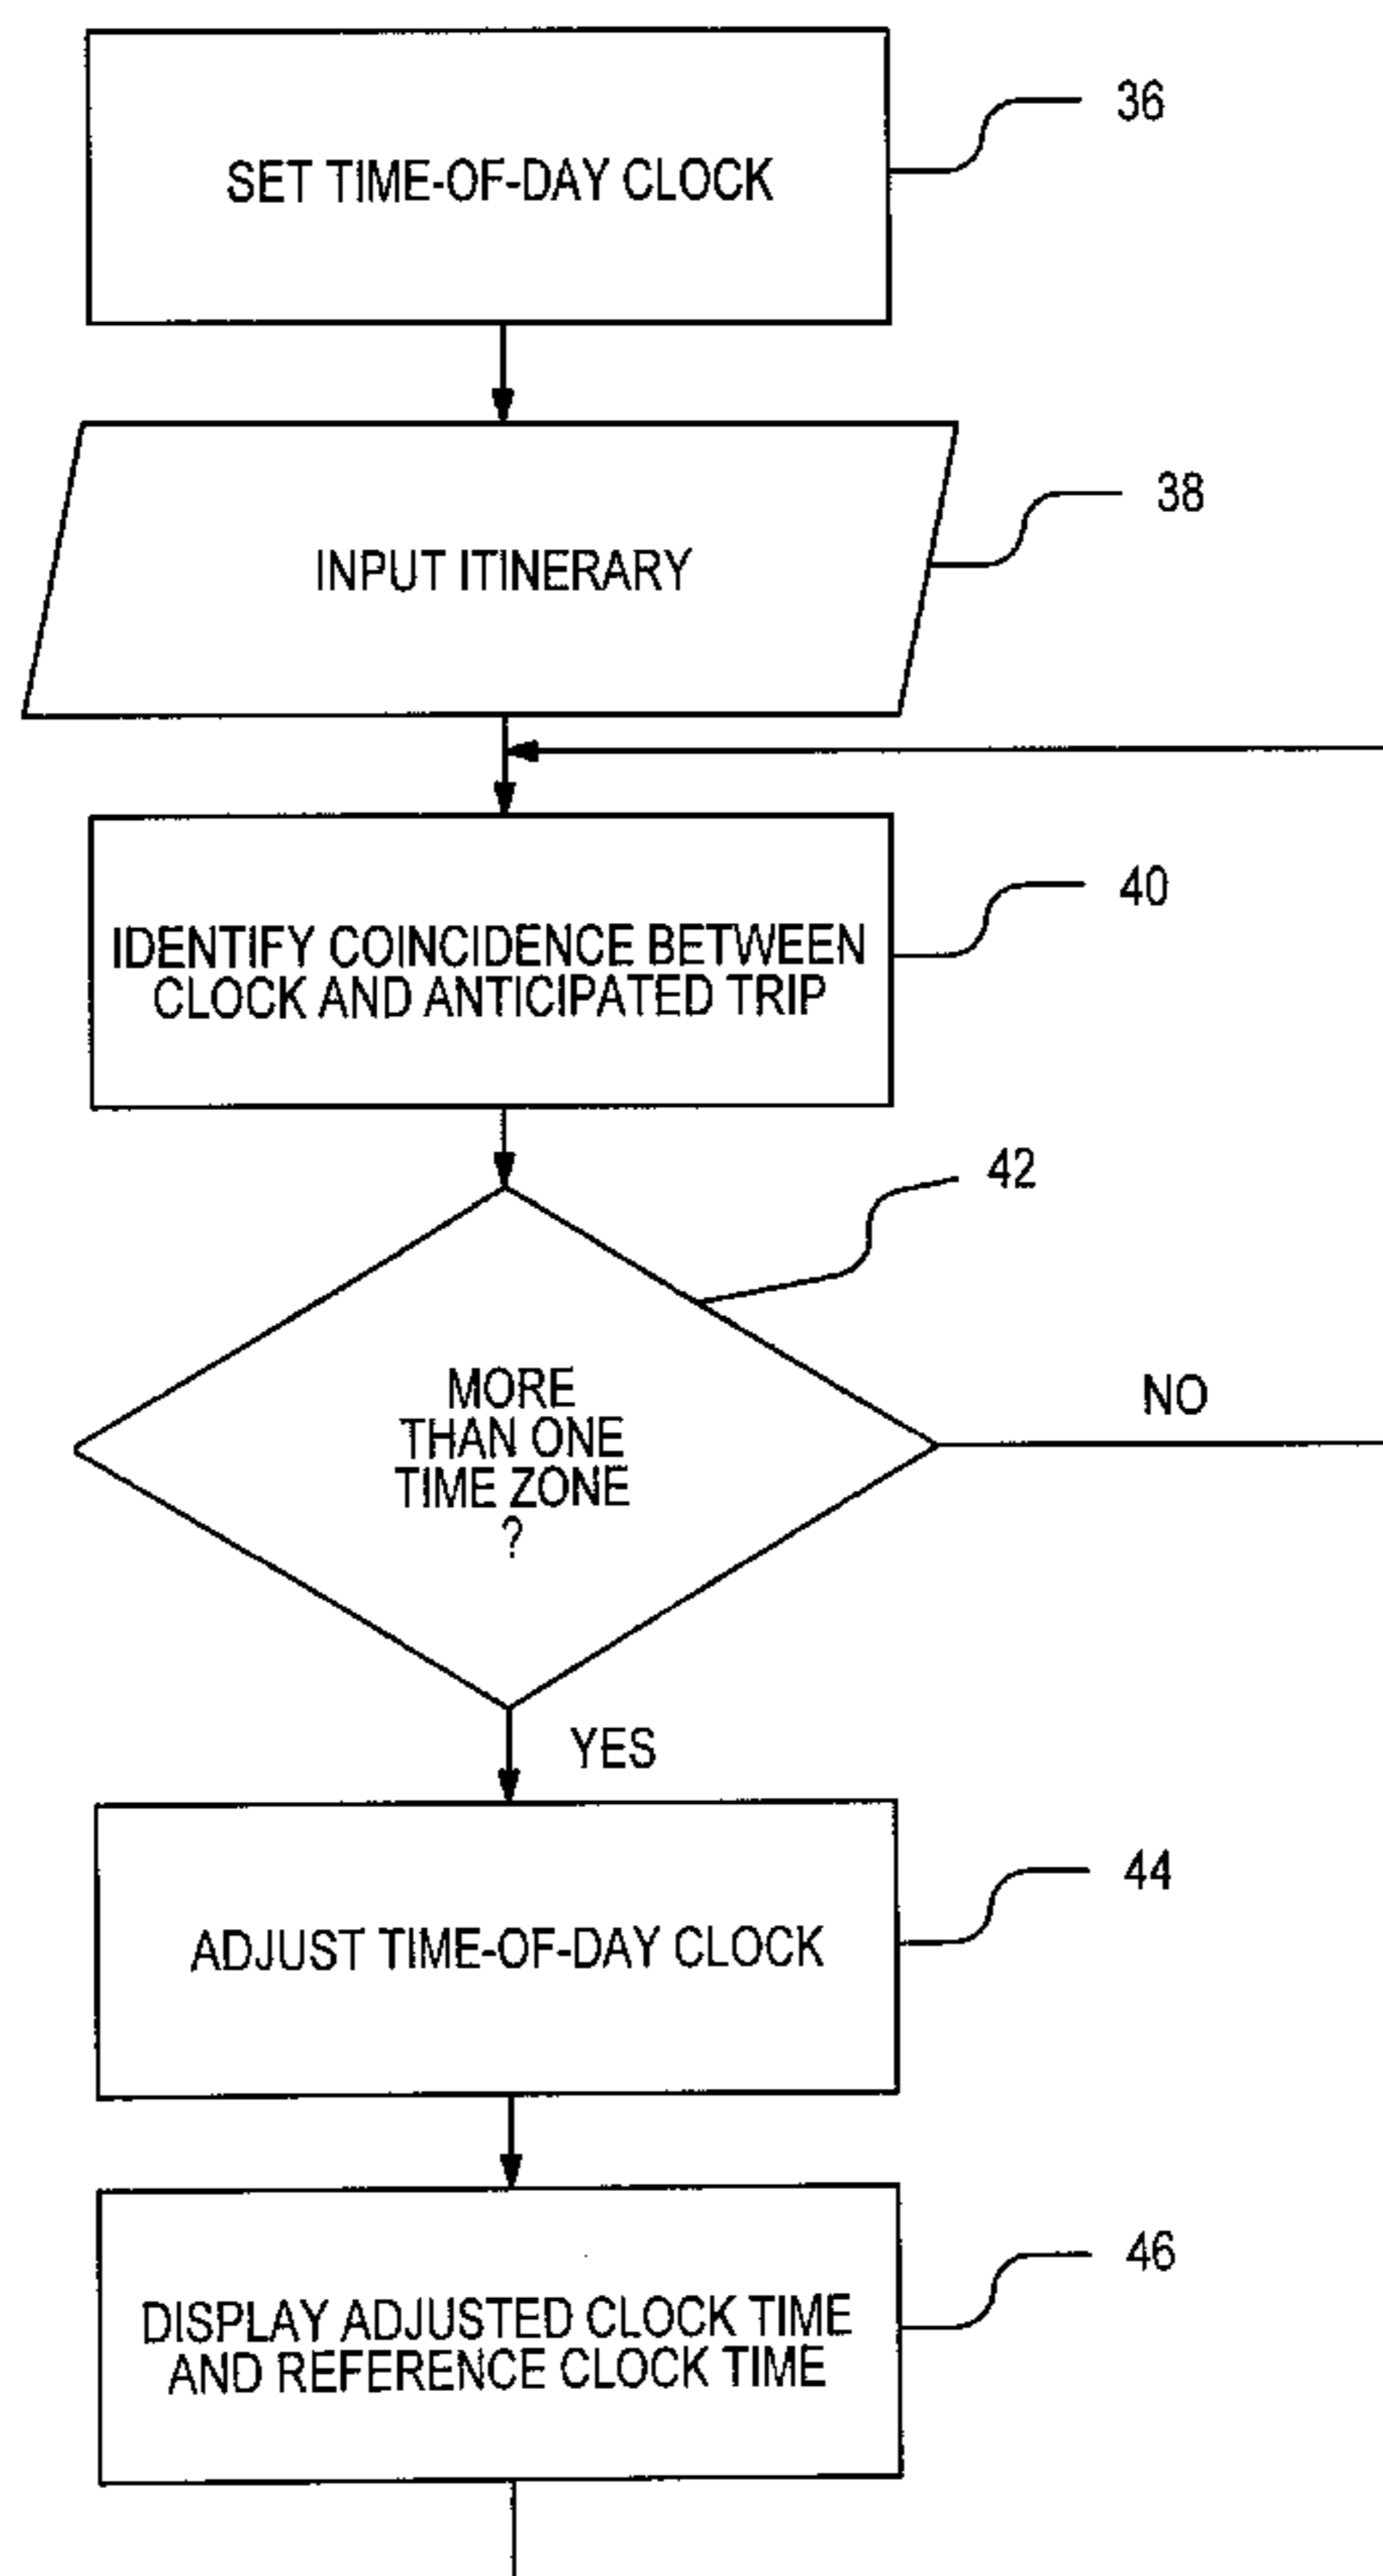 36
SET TIME-OF-DAY CLOCK
38
INPUT ITINERARY
40
IDENTIFY COINCIDENCE BETWEEN
CLOCK AND ANTICIPATED TRIP
42
MORE
THAN ONE
TIME ZONE
?
NO
YES
44
ADJUST TIME-OF-DAY CLOCK
46
DISPLAY ADJUSTED CLOCK TIME
AND REFERENCE CLOCK TIME